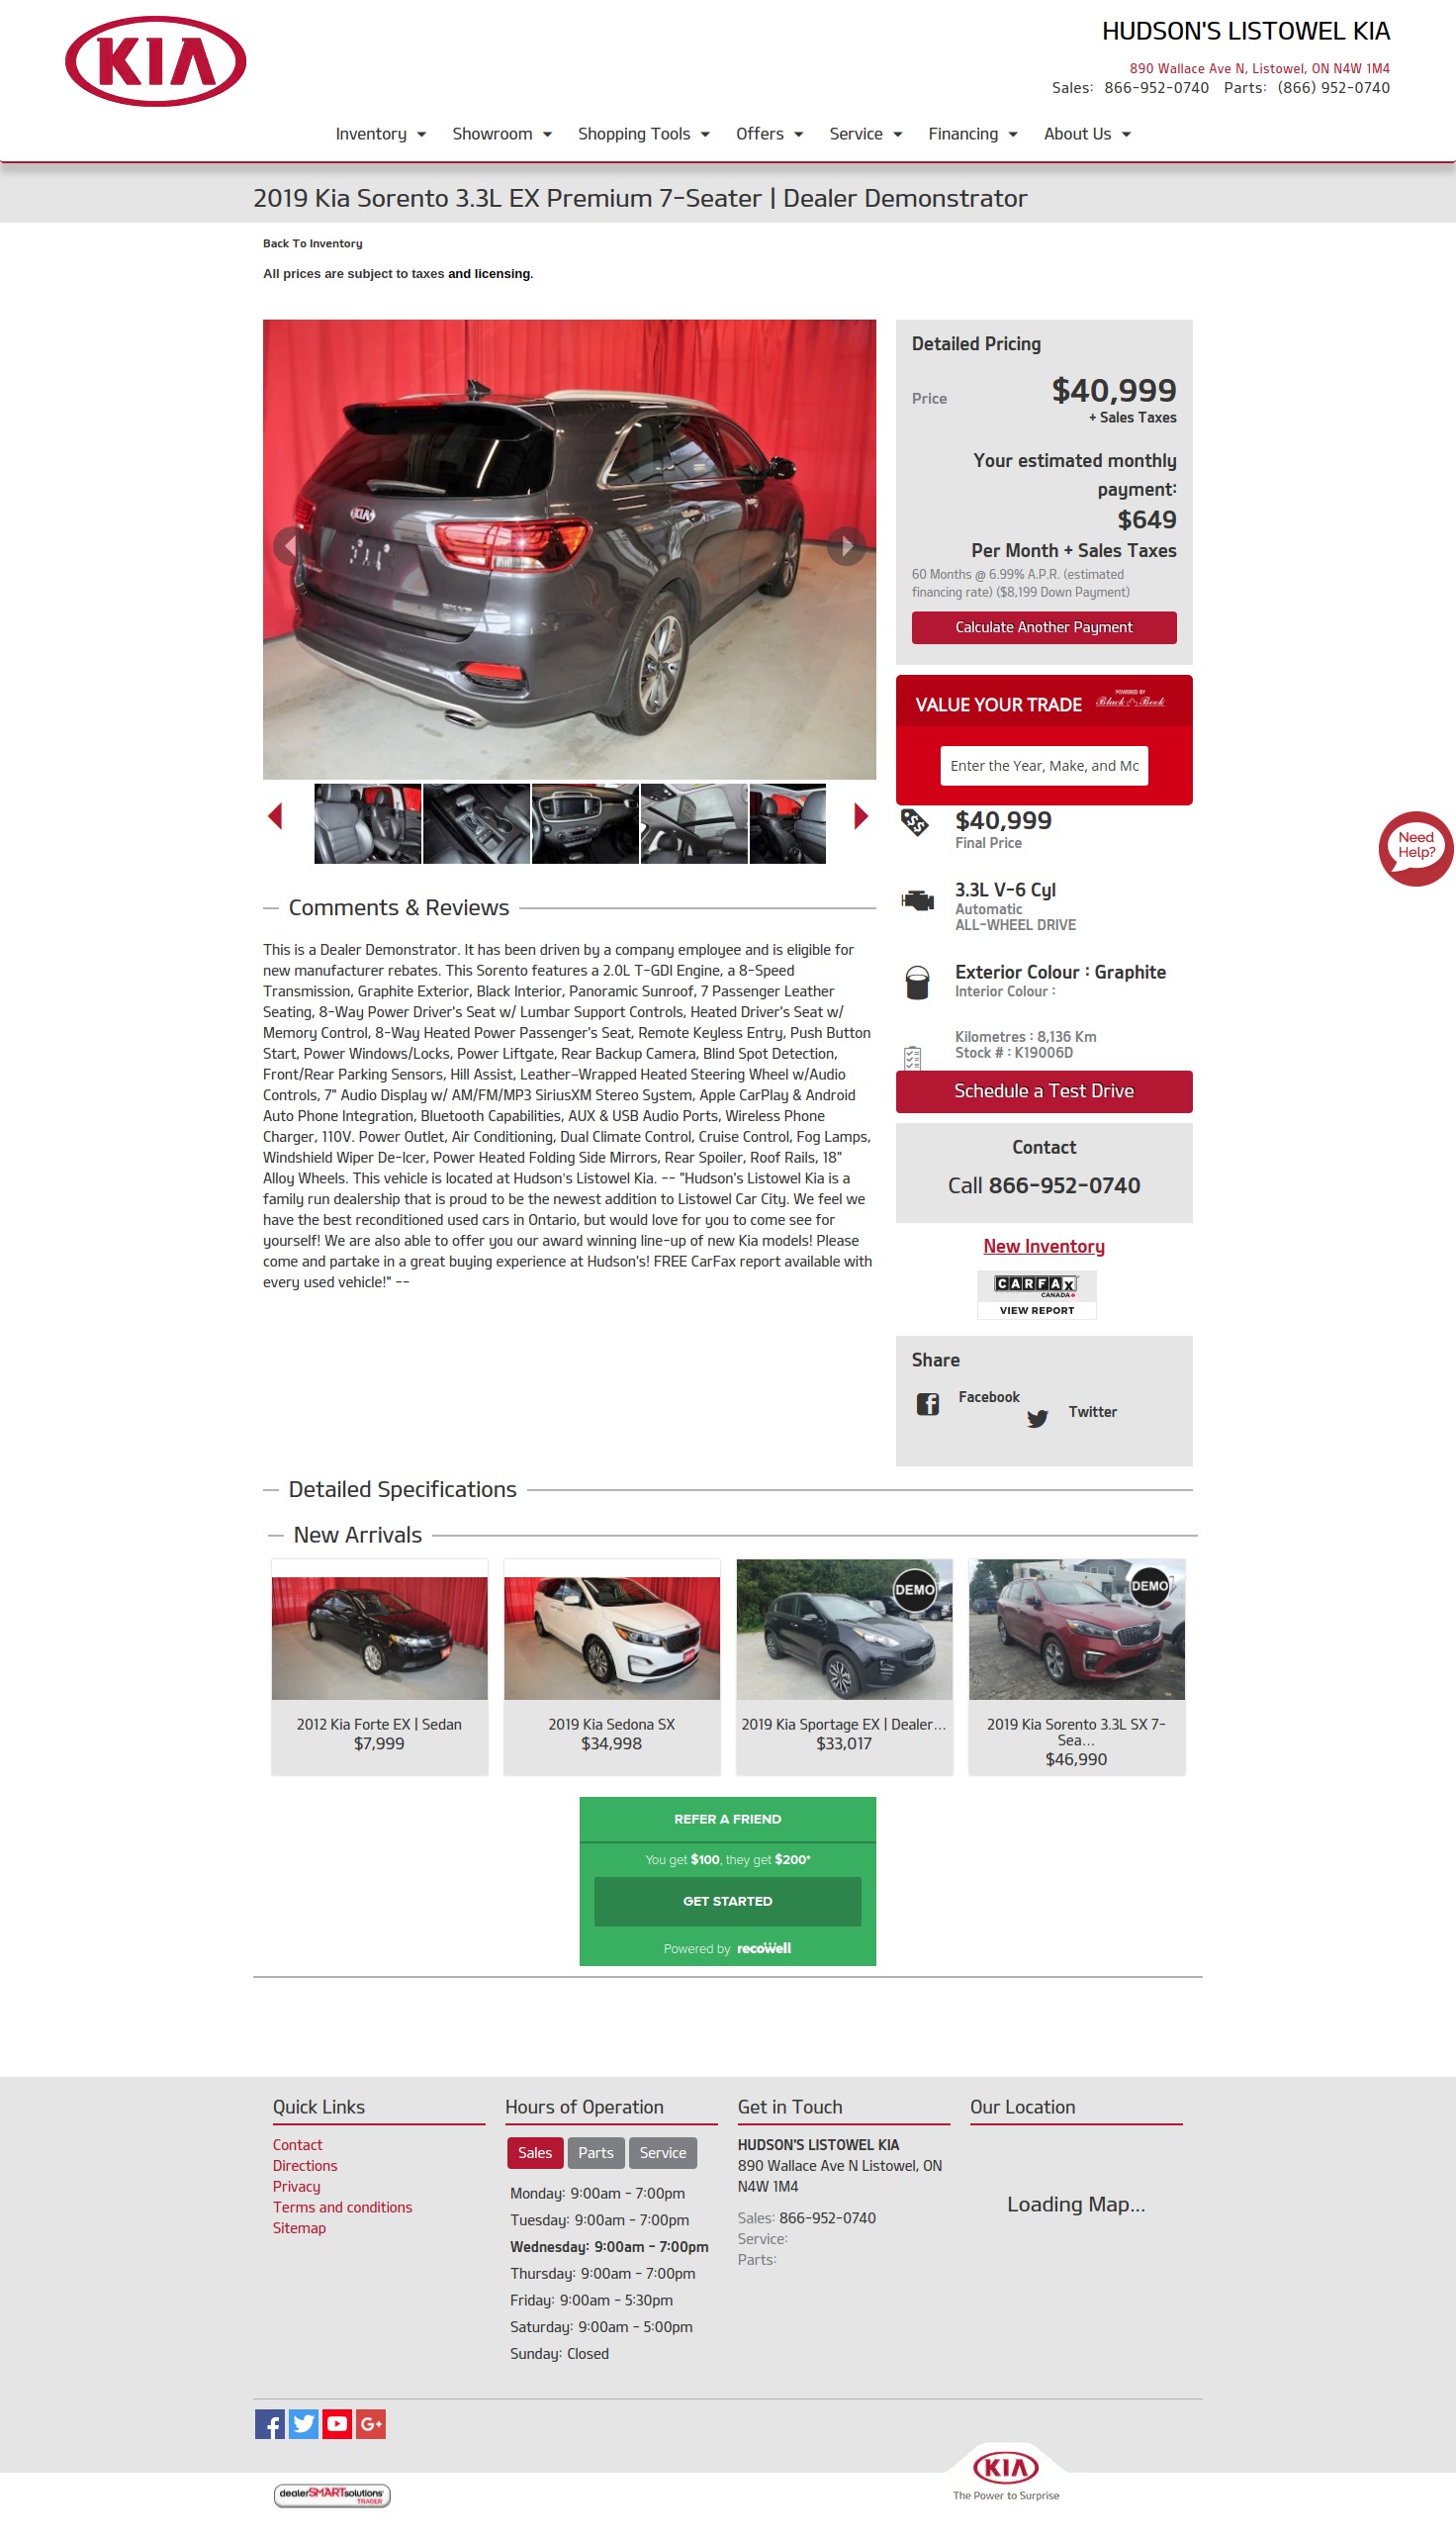 KIA
HUDSON'S LISTOWEL KIA
890 Wallace Ave N, Listowel, ON N4W 1M4
Sales: 866-952-0740 Parts: (866) 952-0740
Inventory Showroom Shopping Tools Offers Service Financing About Us
2019 Kia Sorento 3.3L EX Premium 7-Seater | Dealer Demonstrator
Back To Inventory
All prices are subject to taxes and licensing.
KIA
Detailed Pricing
Price $40,999
+ Sales Taxes
Your estimated monthly
payment:
$649
Per Month + Sales Taxes
60 Months @ 6.99% A.P.R. (estimated
financing rate) ($8,199 Down Payment)
Calculate Another Payment
VALUE YOUR TRADE POWERED BY Black Book
Enter the Year, Make, and Mc
$40,999
Final Price
3.3L V-6 Cyl
Automatic
ALL-WHEEL DRIVE
Exterior Colour : Graphite
Interior Colour :
Kilometres : 8,136 Km
Stock # : K19006D
Schedule a Test Drive
Contact
Call 866-952-0740
New Inventory
CARFAX
CANADA
VIEW REPORT
Share
Facebook
Twitter
Need
Help?
Comments & Reviews
This is a Dealer Demonstrator. It has been driven by a company employee and is eligible for
new manufacturer rebates. This Sorento features a 2.0L T-GDI Engine, a 8-Speed
Transmission, Graphite Exterior, Black Interior, Panoramic Sunroof, 7 Passenger Leather
Seating, 8-Way Power Driver's Seat w/ Lumbar Support Controls, Heated Driver's Seat w/
Memory Control, 8-Way Heated Power Passenger's Seat, Remote Keyless Entry, Push Button
Start, Power Windows/Locks, Power Liftgate, Rear Backup Camera, Blind Spot Detection,
Front/Rear Parking Sensors, Hill Assist, Leather–Wrapped Heated Steering Wheel w/Audio
Controls, 7" Audio Display w/ AM/FM/MP3 SiriusXM Stereo System, Apple CarPlay & Android
Auto Phone Integration, Bluetooth Capabilities, AUX & USB Audio Ports, Wireless Phone
Charger, 110V. Power Outlet, Air Conditioning, Dual Climate Control, Cruise Control, Fog Lamps,
Windshield Wiper De-Icer, Power Heated Folding Side Mirrors, Rear Spoiler, Roof Rails, 18"
Alloy Wheels. This vehicle is located at Hudson's Listowel Kia. -- "Hudson's Listowel Kia is a
family run dealership that is proud to be the newest addition to Listowel Car City. We feel we
have the best reconditioned used cars in Ontario, but would love for you to come see for
yourself! We are also able to offer you our award winning line-up of new Kia models! Please
come and partake in a great buying experience at Hudson's! FREE CarFax report available with
every used vehicle!" --
Detailed Specifications
New Arrivals
DEMO
DEMO
2012 Kia Forte EX | Sedan
$7,999
2019 Kia Sedona SX
$34,998
2019 Kia Sportage EX | Dealer...
$33,017
2019 Kia Sorento 3.3L SX 7-
Sea...
$46,990
REFER A FRIEND
You get $100, they get $200*
GET STARTED
Powered by recowell
Quick Links
Contact
Directions
Privacy
Terms and conditions
Sitemap
Hours of Operation
Sales Parts Service
Monday: 9:00am - 7:00pm
Tuesday: 9:00am - 7:00pm
Wednesday: 9:00am - 7:00pm
Thursday: 9:00am - 7:00pm
Friday: 9:00am - 5:30pm
Saturday: 9:00am - 5:00pm
Sunday: Closed
Get in Touch
HUDSON'S LISTOWEL KIA
890 Wallace Ave N Listowel, ON
N4W 1M4
Sales: 866-952-0740
Service:
Parts:
Our Location
Loading Map...
KIA
The Power to Surprise
dealerSMARTsolutions
TRADER